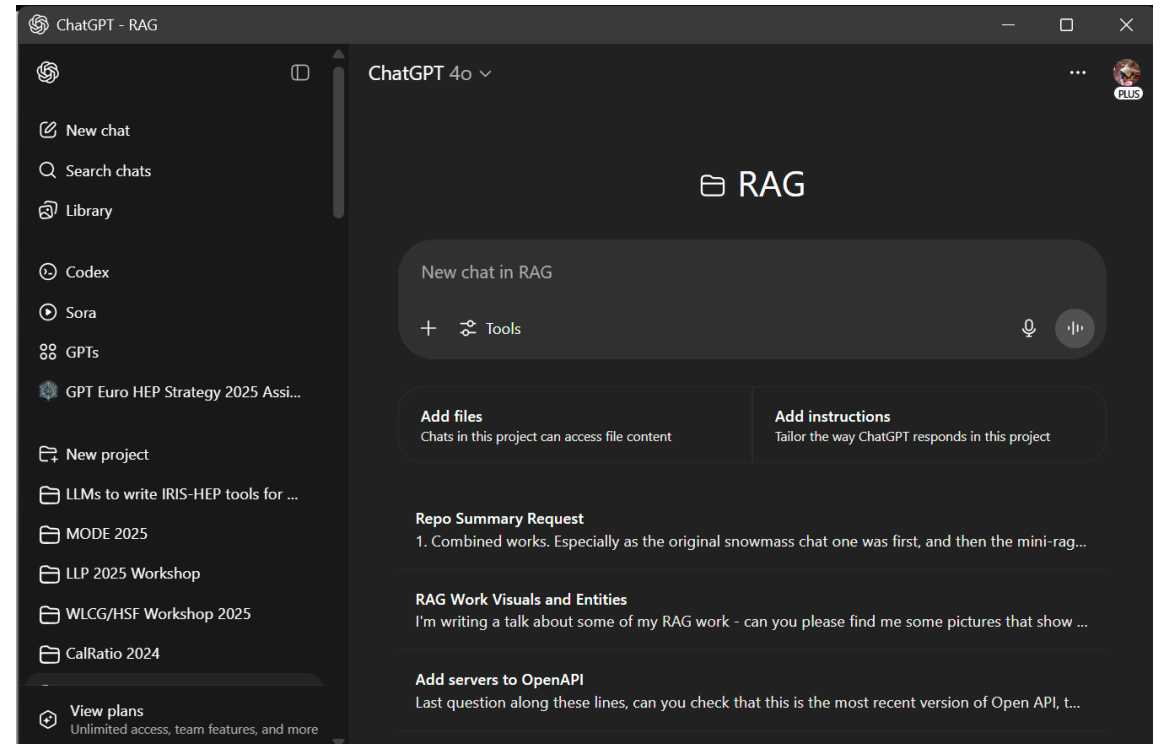 ChatGPT - RAG
ChatGPT 4o
PLUS
New chat
Search chats
Library
Codex
Sora
GPTs
GPT Euro HEP Strategy 2025 Assi...
New project
LLMs to write IRIS-HEP tools for ...
MODE 2025
LLP 2025 Workshop
WLCG/HSF Workshop 2025
CalRatio 2024
View plans
Unlimited access, team features, and more
RAG
New chat in RAG
Tools
Add files
Chats in this project can access file content
Add instructions
Tailor the way ChatGPT responds in this project
Repo Summary Request
1. Combined works. Especially as the original snowmass chat one was first, and then the mini-rag...
RAG Work Visuals and Entities
I'm writing a talk about some of my RAG work - can you please find me some pictures that show ...
Add servers to OpenAPI
Last question along these lines, can you check that this is the most recent version of Open API, t...